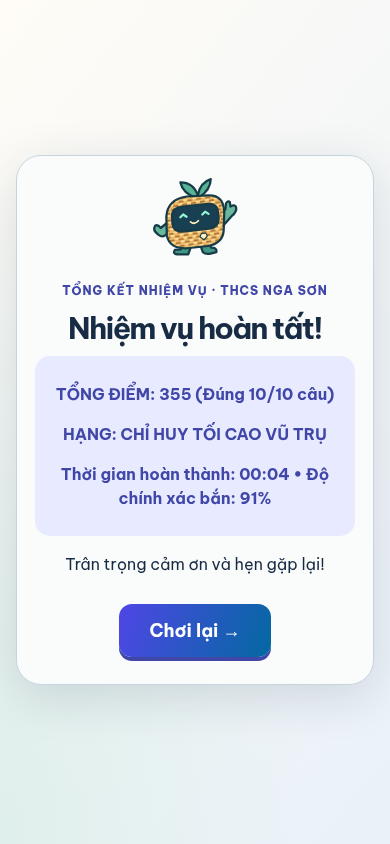 TỔNG KẾT NHIỆM VỤ · THCS NGA SƠN
Nhiệm vụ hoàn tất!
TỔNG ĐIỂM: 355 (Đúng 10/10 câu)
HẠNG: CHỈ HUY TỐI CAO VŨ TRỤ
Thời gian hoàn thành: 00:04 • Độ
chính xác bắn: 91%
Trân trọng cảm ơn và hẹn gặp lại!
Chơi lại →